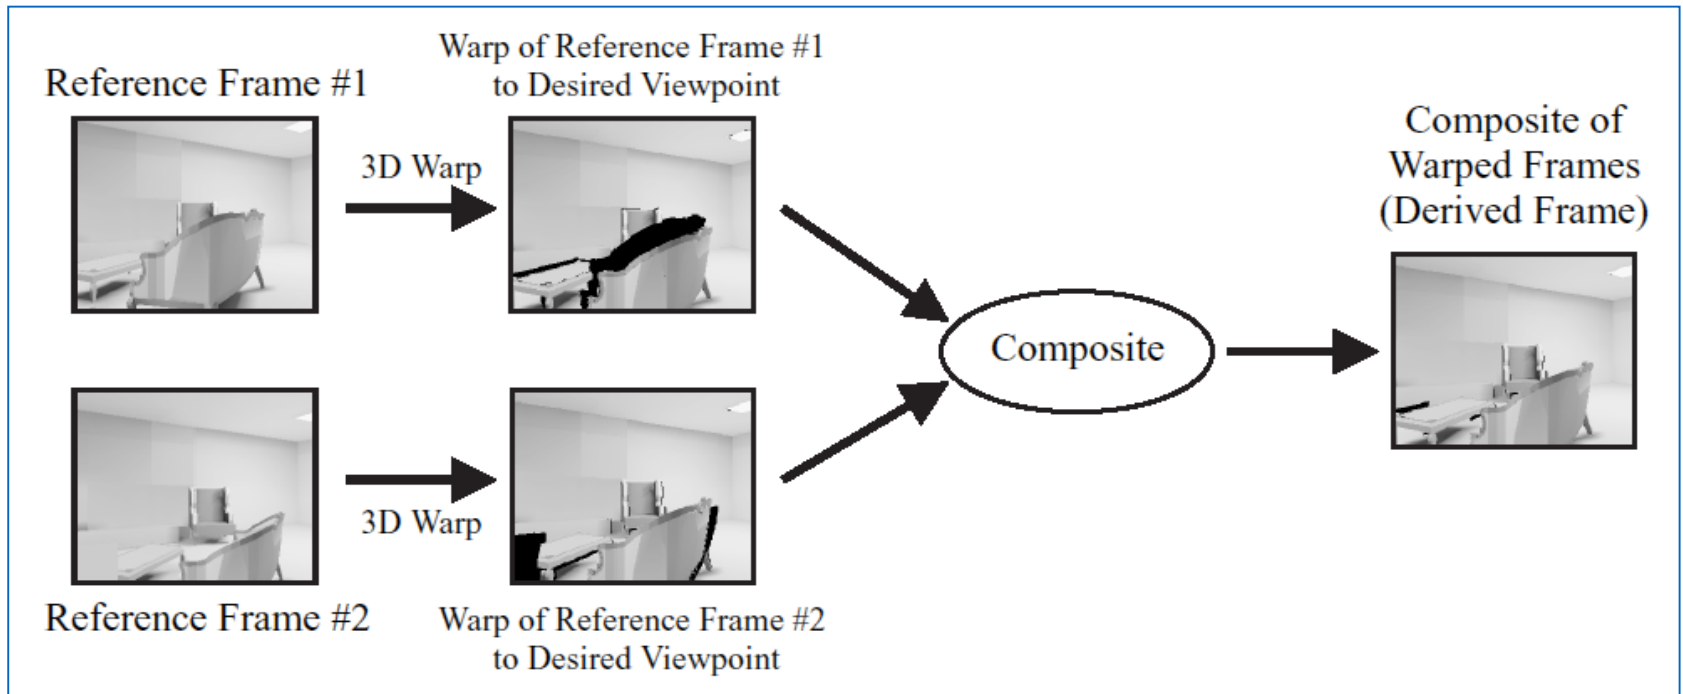 Reference Frame #1
Warp of Reference Frame #1
to Desired Viewpoint
3D Warp
Composite of
Warped Frames
(Derived Frame)
Composite
3D Warp
Reference Frame #2
Warp of Reference Frame #2
to Desired Viewpoint